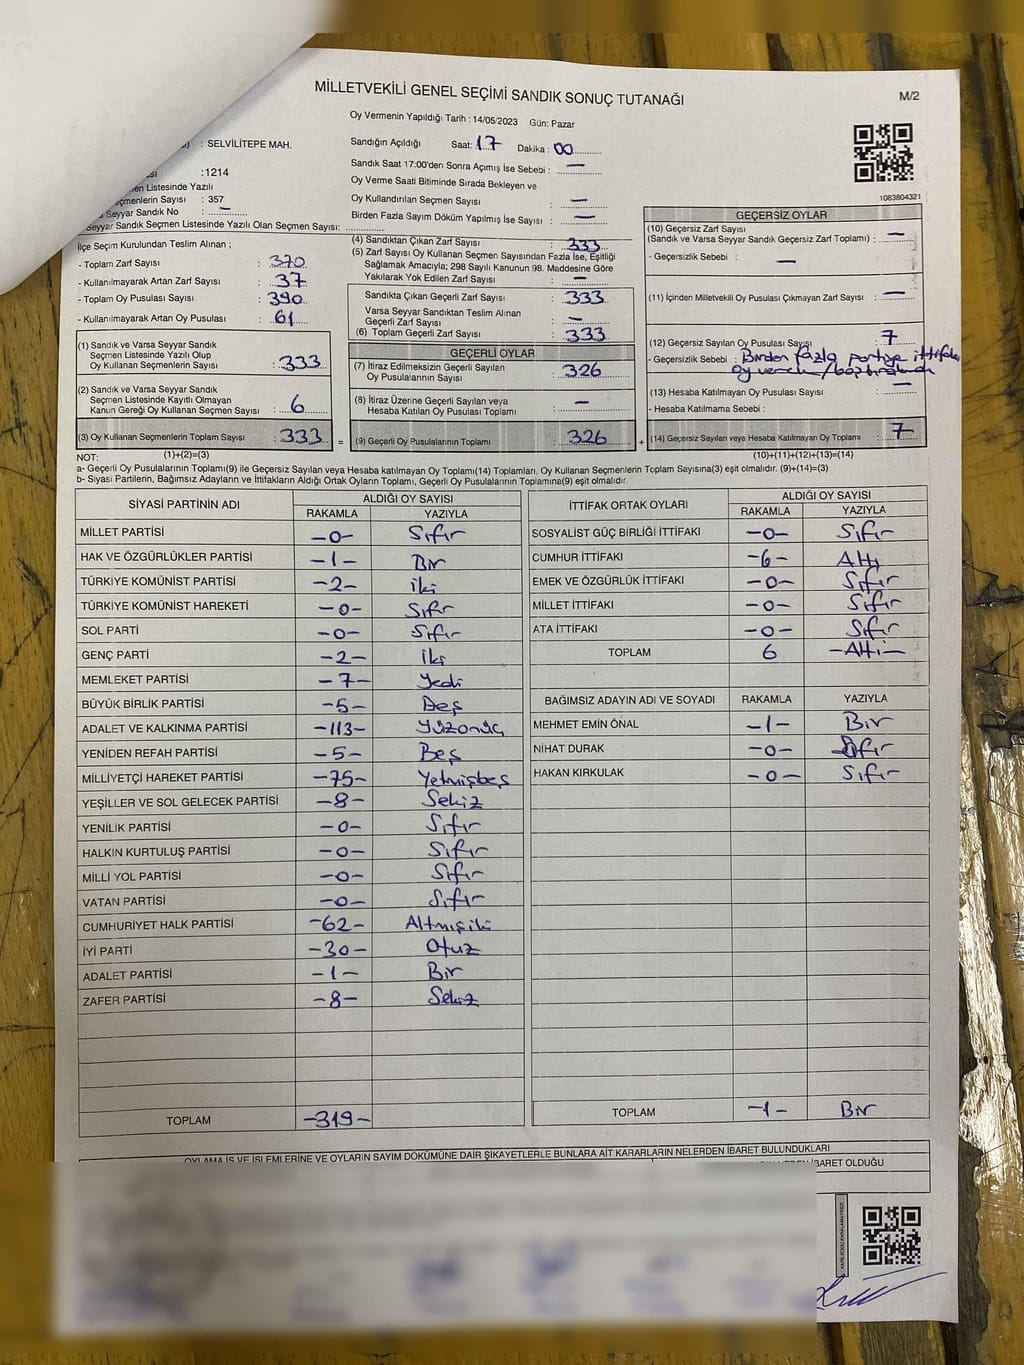 MİLLETVEKİLİ GENEL SEÇİMİ SANDIK SONUÇ TUTANAĞI
M/2
Oy Vermenin Yapıldığı Tarih : 14/05/2023 Gün: Pazar
: SELVİLİTEPE MAH.
Sandığın Açıldığı Saat: 17 Dakika : 00
Sandık Saat 17:00'den Sonra Açımış İse Sebebi : —
: 1214
Oy Verme Saati Bitiminde Sırada Bekleyen ve
Listesinde Yazılı
Oy Kullandırılan Seçmen Sayısı : —
Sayısı : 357
Birden Fazla Sayım Döküm Yapılmış İse Sayısı : —
Seyyar Sandık No : —
Seyyar Sandık Seçmen Listesinde Yazılı Olan Seçmen Sayısı:
1083804321
İlçe Seçim Kurulundan Teslim Alınan ;
- Toplam Zarf Sayısı : 370
- Kullanılmayarak Artan Zarf Sayısı : 37
- Toplam Oy Pusulası Sayısı : 390
- Kullanılmayarak Artan Oy Pusulası : 61
(1) Sandık ve Varsa Seyyar Sandık
Seçmen Listesinde Yazılı Olup
Oy Kullanan Seçmenlerin Sayısı : 333
(2) Sandık ve Varsa Seyyar Sandık
Seçmen Listesinde Kayıtlı Olmayan
Kanun Gereği Oy Kullanan Seçmen Sayısı : 6
(3) Oy Kullanan Seçmenlerin Toplam Sayısı : 333 =
(4) Sandıktan Çıkan Zarf Sayısı : 333
(5) Zarf Sayısı Oy Kullanan Seçmen Sayısından Fazla İse, Eşitliği
Sağlamak Amacıyla; 298 Sayılı Kanunun 98. Maddesine Göre
Yakılarak Yok Edilen Zarf Sayısı : —
Sandıkta Çıkan Geçerli Zarf Sayısı : 333
Varsa Seyyar Sandıktan Teslim Alınan
Geçerli Zarf Sayısı : —
(6) Toplam Geçerli Zarf Sayısı : 333
GEÇERLİ OYLAR
(7) İtiraz Edilmeksizin Geçerli Sayılan
Oy Pusulalarının Sayısı : 326
(8) İtiraz Üzerine Geçerli Sayılan veya
Hesaba Katılan Oy Pusulası Toplamı : —
(9) Geçerli Oy Pusulalarının Toplamı : 326 +
GEÇERSİZ OYLAR
(10) Geçersiz Zarf Sayısı
(Sandık ve Varsa Seyyar Sandık Geçersiz Zarf Toplamı) : —
- Geçersizlik Sebebi : —
(11) İçinden Milletvekili Oy Pusulası Çıkmayan Zarf Sayısı : —
(12) Geçersiz Sayılan Oy Pusulası Sayısı : 7
- Geçersizlik Sebebi : Birden fazla partiye ittifaka
oy
(13) Hesaba Katılmayan Oy Pusulası Sayısı : —
- Hesaba Katılmama Sebebi :
(14) Geçersiz Sayılan veya Hesaba Katılmayan Oy Toplamı : 7
NOT: (1)+(2)=(3)
(10)+(11)+(12)+(13)=(14)
a- Geçerli Oy Pusulalarının Toplamı(9) ile Geçersiz Sayılan veya Hesaba katılmayan Oy Toplamı(14) Toplamları, Oy Kullanan Seçmenlerin Toplam Sayısına(3) eşit olmalıdır. (9)+(14)=(3)
b- Siyasi Partilerin, Bağımsız Adayların ve İttifakların Aldığı Ortak Oyların Toplamı, Geçerli Oy Pusulalarının Toplamına(9) eşit olmalıdır.
SİYASİ PARTİNİN ADI ALDIĞI OY SAYISI
RAKAMLA YAZIYLA
MİLLET PARTİSİ -0- Sıfır
HAK VE ÖZGÜRLÜKLER PARTİSİ -1- Bir
TÜRKİYE KOMÜNİST PARTİSİ -2- iki
TÜRKİYE KOMÜNİST HAREKETİ -0- Sıfır
SOL PARTİ -0- Sıfır
GENÇ PARTİ -2- İki
MEMLEKET PARTİSİ -7- Yedi
BÜYÜK BİRLİK PARTİSİ -5- Beş
ADALET VE KALKINMA PARTİSİ -113- Yüzonüç
YENİDEN REFAH PARTİSİ -5- Beş
MİLLİYETÇİ HAREKET PARTİSİ -75- Yetmişbeş
YEŞİLLER VE SOL GELECEK PARTİSİ -8- Sekiz
YENİLİK PARTİSİ -0- Sıfır
HALKIN KURTULUŞ PARTİSİ -0- Sıfır
MİLLİ YOL PARTİSİ -0- Sıfır
VATAN PARTİSİ -0- Sıfır
CUMHURİYET HALK PARTİSİ -62- Altmışiki
İYİ PARTİ -30- Otuz
ADALET PARTİSİ -1- Bir
ZAFER PARTİSİ -8- Sekiz
TOPLAM -319-
İTTİFAK ORTAK OYLARI ALDIĞI OY SAYISI
RAKAMLA YAZIYLA
SOSYALİST GÜÇ BİRLİĞİ İTTİFAKI -0- Sıfır
CUMHUR İTTİFAKI -6- Altı
EMEK VE ÖZGÜRLÜK İTTİFAKI -0- Sıfır
MİLLET İTTİFAKI -0- Sıfır
ATA İTTİFAKI -0- Sıfır
TOPLAM 6 -Altı-
BAĞIMSIZ ADAYIN ADI VE SOYADI RAKAMLA YAZIYLA
MEHMET EMİN ÖNAL -1- Bir
NİHAT DURAK -0- Sıfır
HAKAN KIRKULAK -0- Sıfır
TOPLAM -1- Bir
OYLAMA İŞ VE İŞLEMLERİNE VE OYLARIN SAYIM DÖKÜMÜNE DAİR ŞİKAYETLERLE BUNLARA AİT KARARLARIN NELERDEN İBARET BULUNDUKLARI
İBARET OLDUĞU